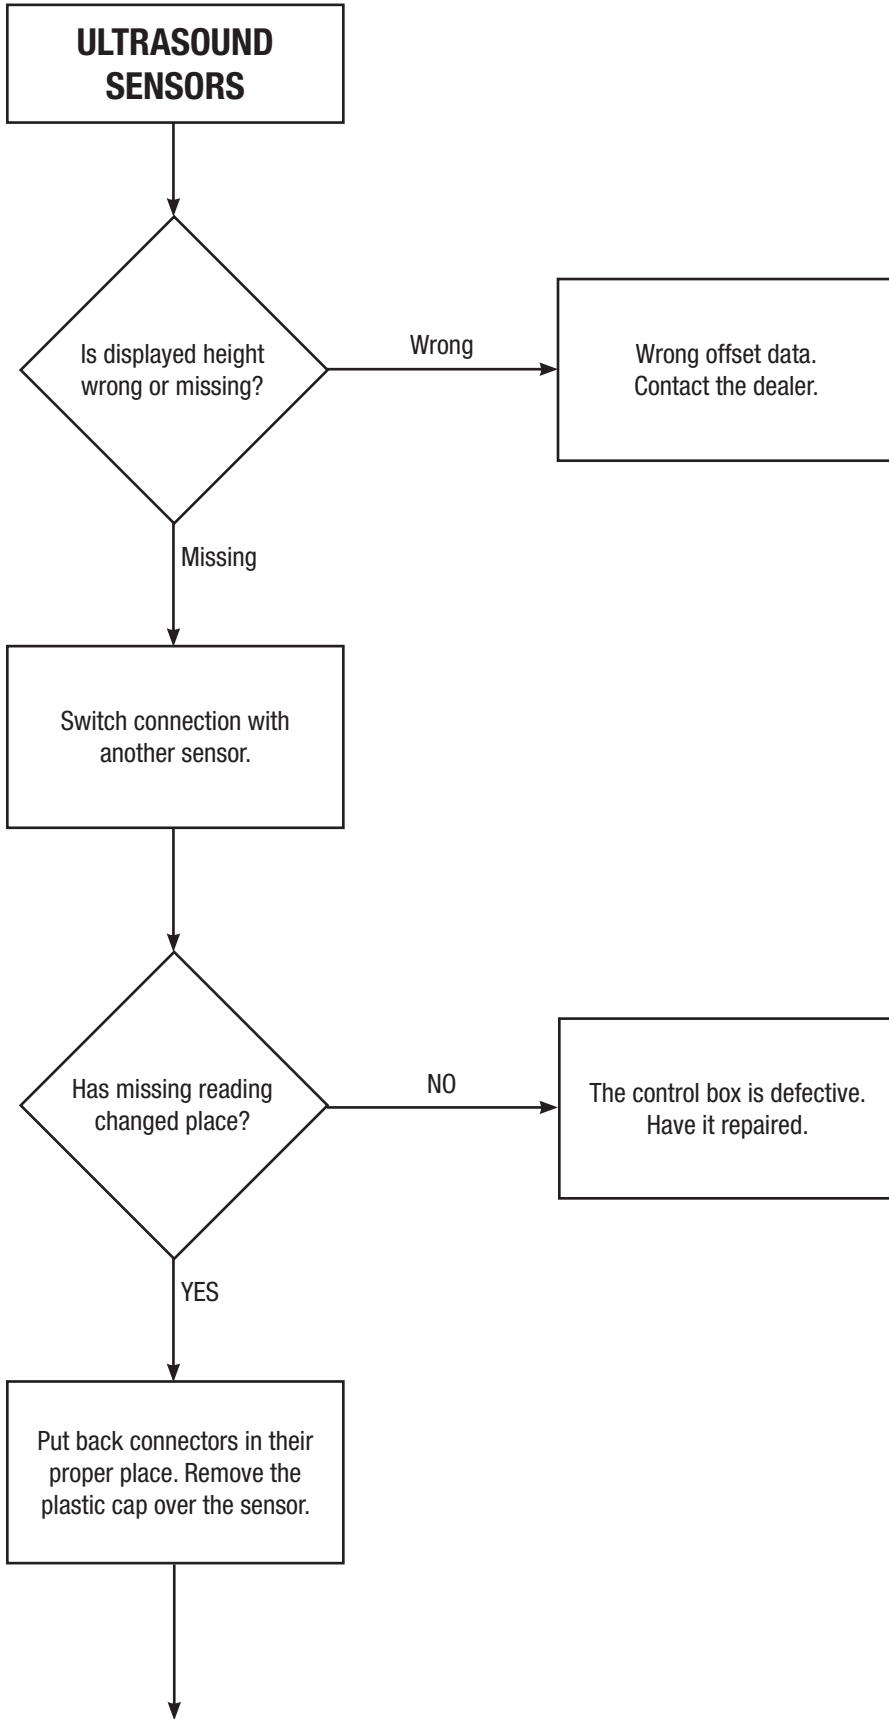 ULTRASOUND
SENSORS
Is displayed height
wrong or missing?
Wrong
Wrong offset data.
Contact the dealer.
Missing
Switch connection with
another sensor.
Has missing reading
changed place?
NO
The control box is defective.
Have it repaired.
YES
Put back connectors in their
proper place. Remove the
plastic cap over the sensor.